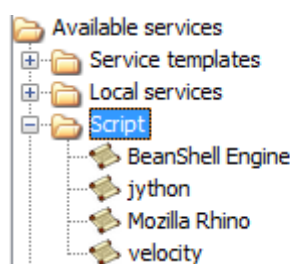 Available services
Service templates
Local services
Script
BeanShell Engine
jython
Mozilla Rhino
velocity